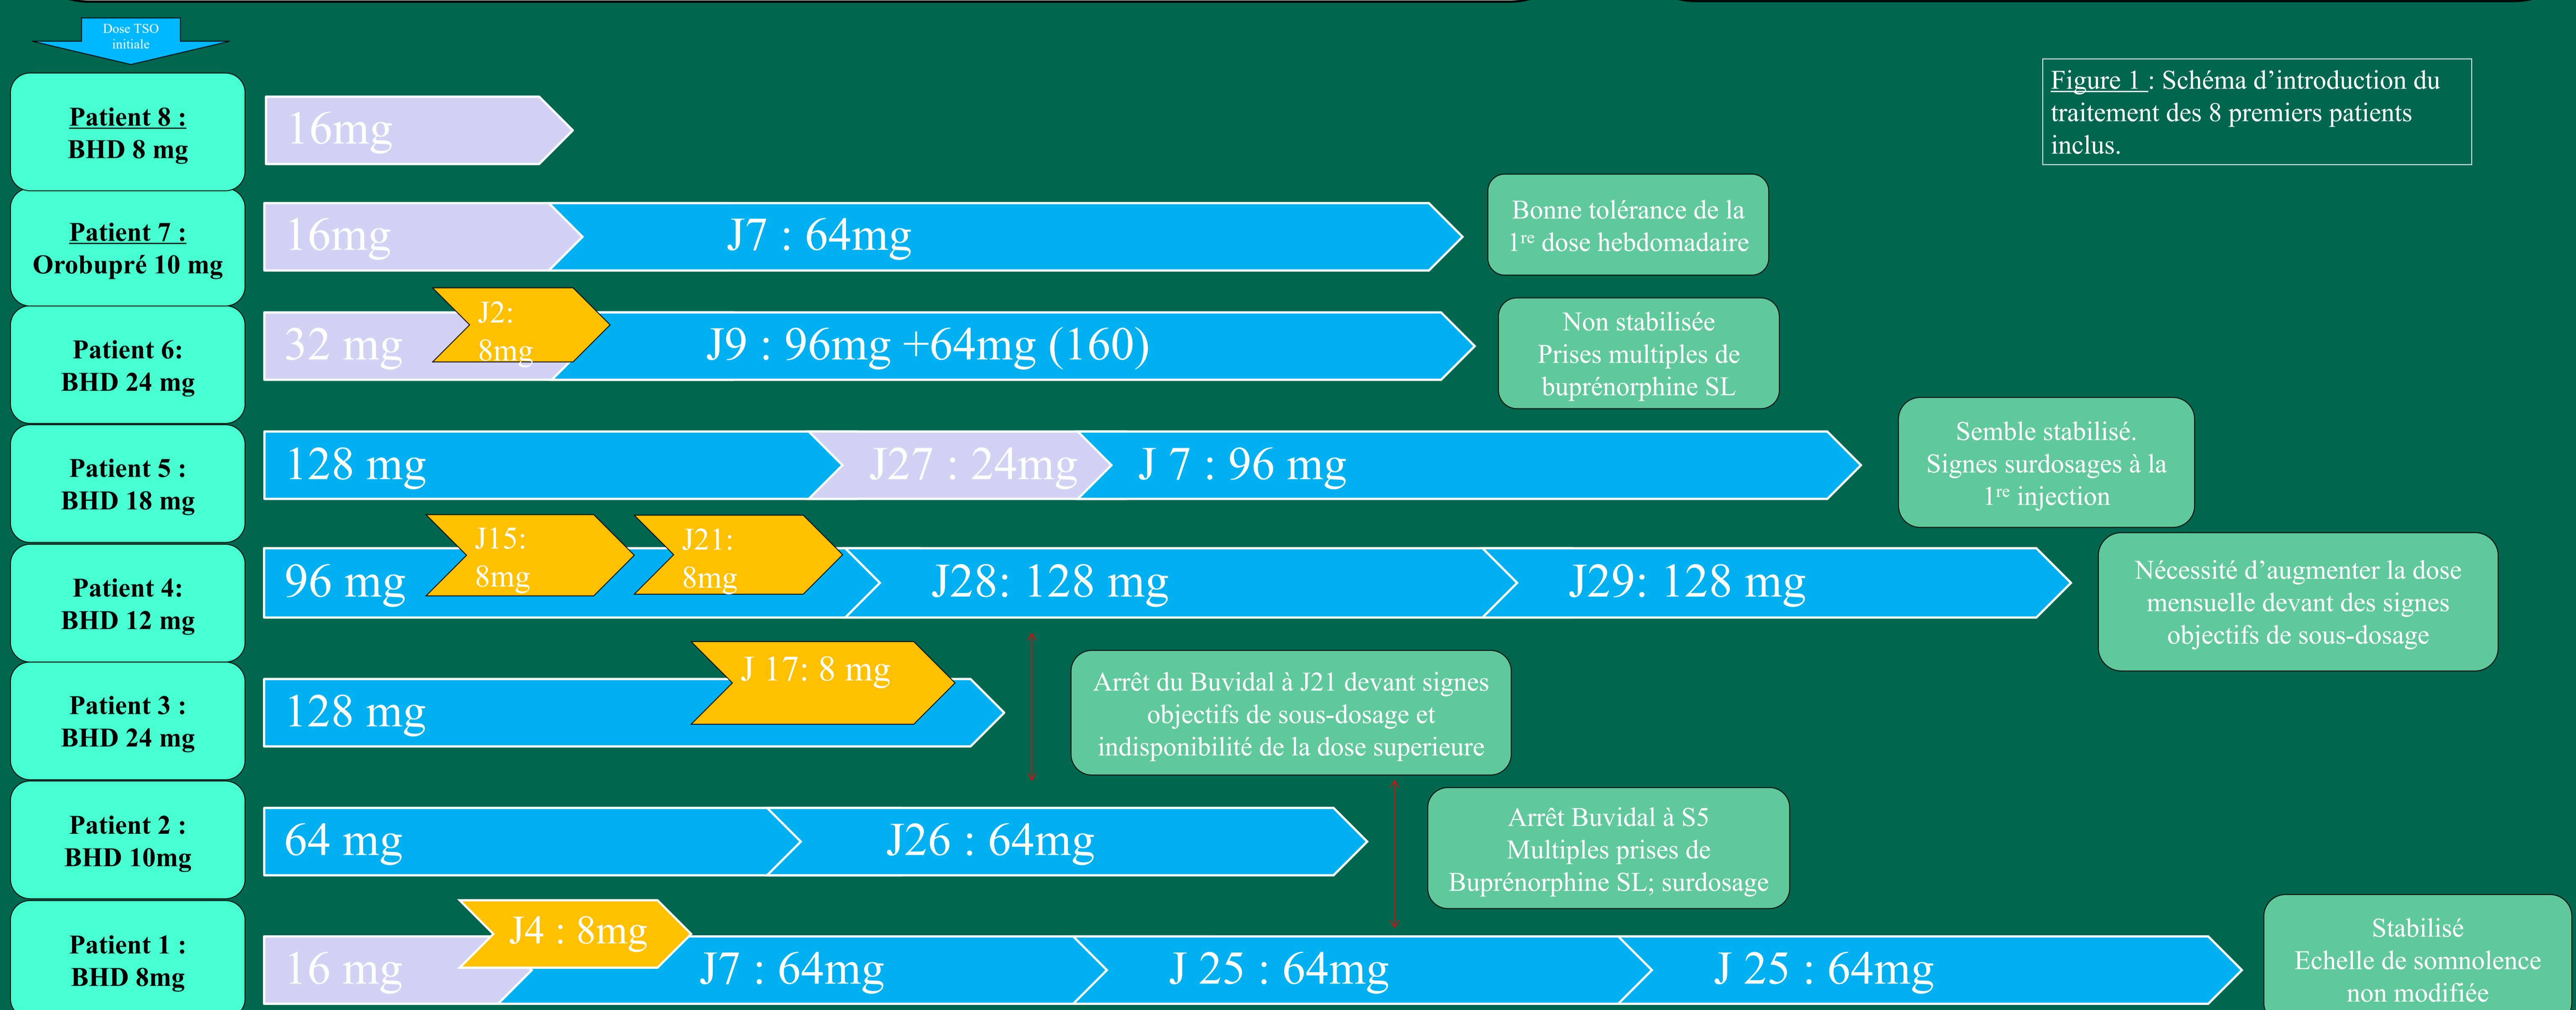 Dose TSO
initiale
Figure 1 : Schéma d’introduction du
traitement des 8 premiers patients
inclus.
Patient 8 :
BHD 8 mg
16mg
Patient 7 :
Orobupré 10 mg
16mg
J7 : 64mg
Bonne tolérance de la
1re dose hebdomadaire
Patient 6:
BHD 24 mg
32 mg
J2:
8mg
J9 : 96mg +64mg (160)
Non stabilisée
Prises multiples de
buprénorphine SL
Patient 5 :
BHD 18 mg
128 mg
J27 : 24mg
J 7 : 96 mg
Semble stabilisé.
Signes surdosages à la
1re injection
Patient 4:
BHD 12 mg
96 mg
J15:
8mg
J21:
8mg
J28: 128 mg
J29: 128 mg
Nécessité d’augmenter la dose
mensuelle devant des signes
objectifs de sous-dosage
Patient 3 :
BHD 24 mg
128 mg
J 17: 8 mg
Arrêt du Buvidal à J21 devant signes
objectifs de sous-dosage et
indisponibilité de la dose superieure
Patient 2 :
BHD 10mg
64 mg
J26 : 64mg
Arrêt Buvidal à S5
Multiples prises de
Buprénorphine SL; surdosage
Patient 1 :
BHD 8mg
16 mg
J4 : 8mg
J7 : 64mg
J 25 : 64mg
J 25 : 64mg
Stabilisé
Echelle de somnolence
non modifiée